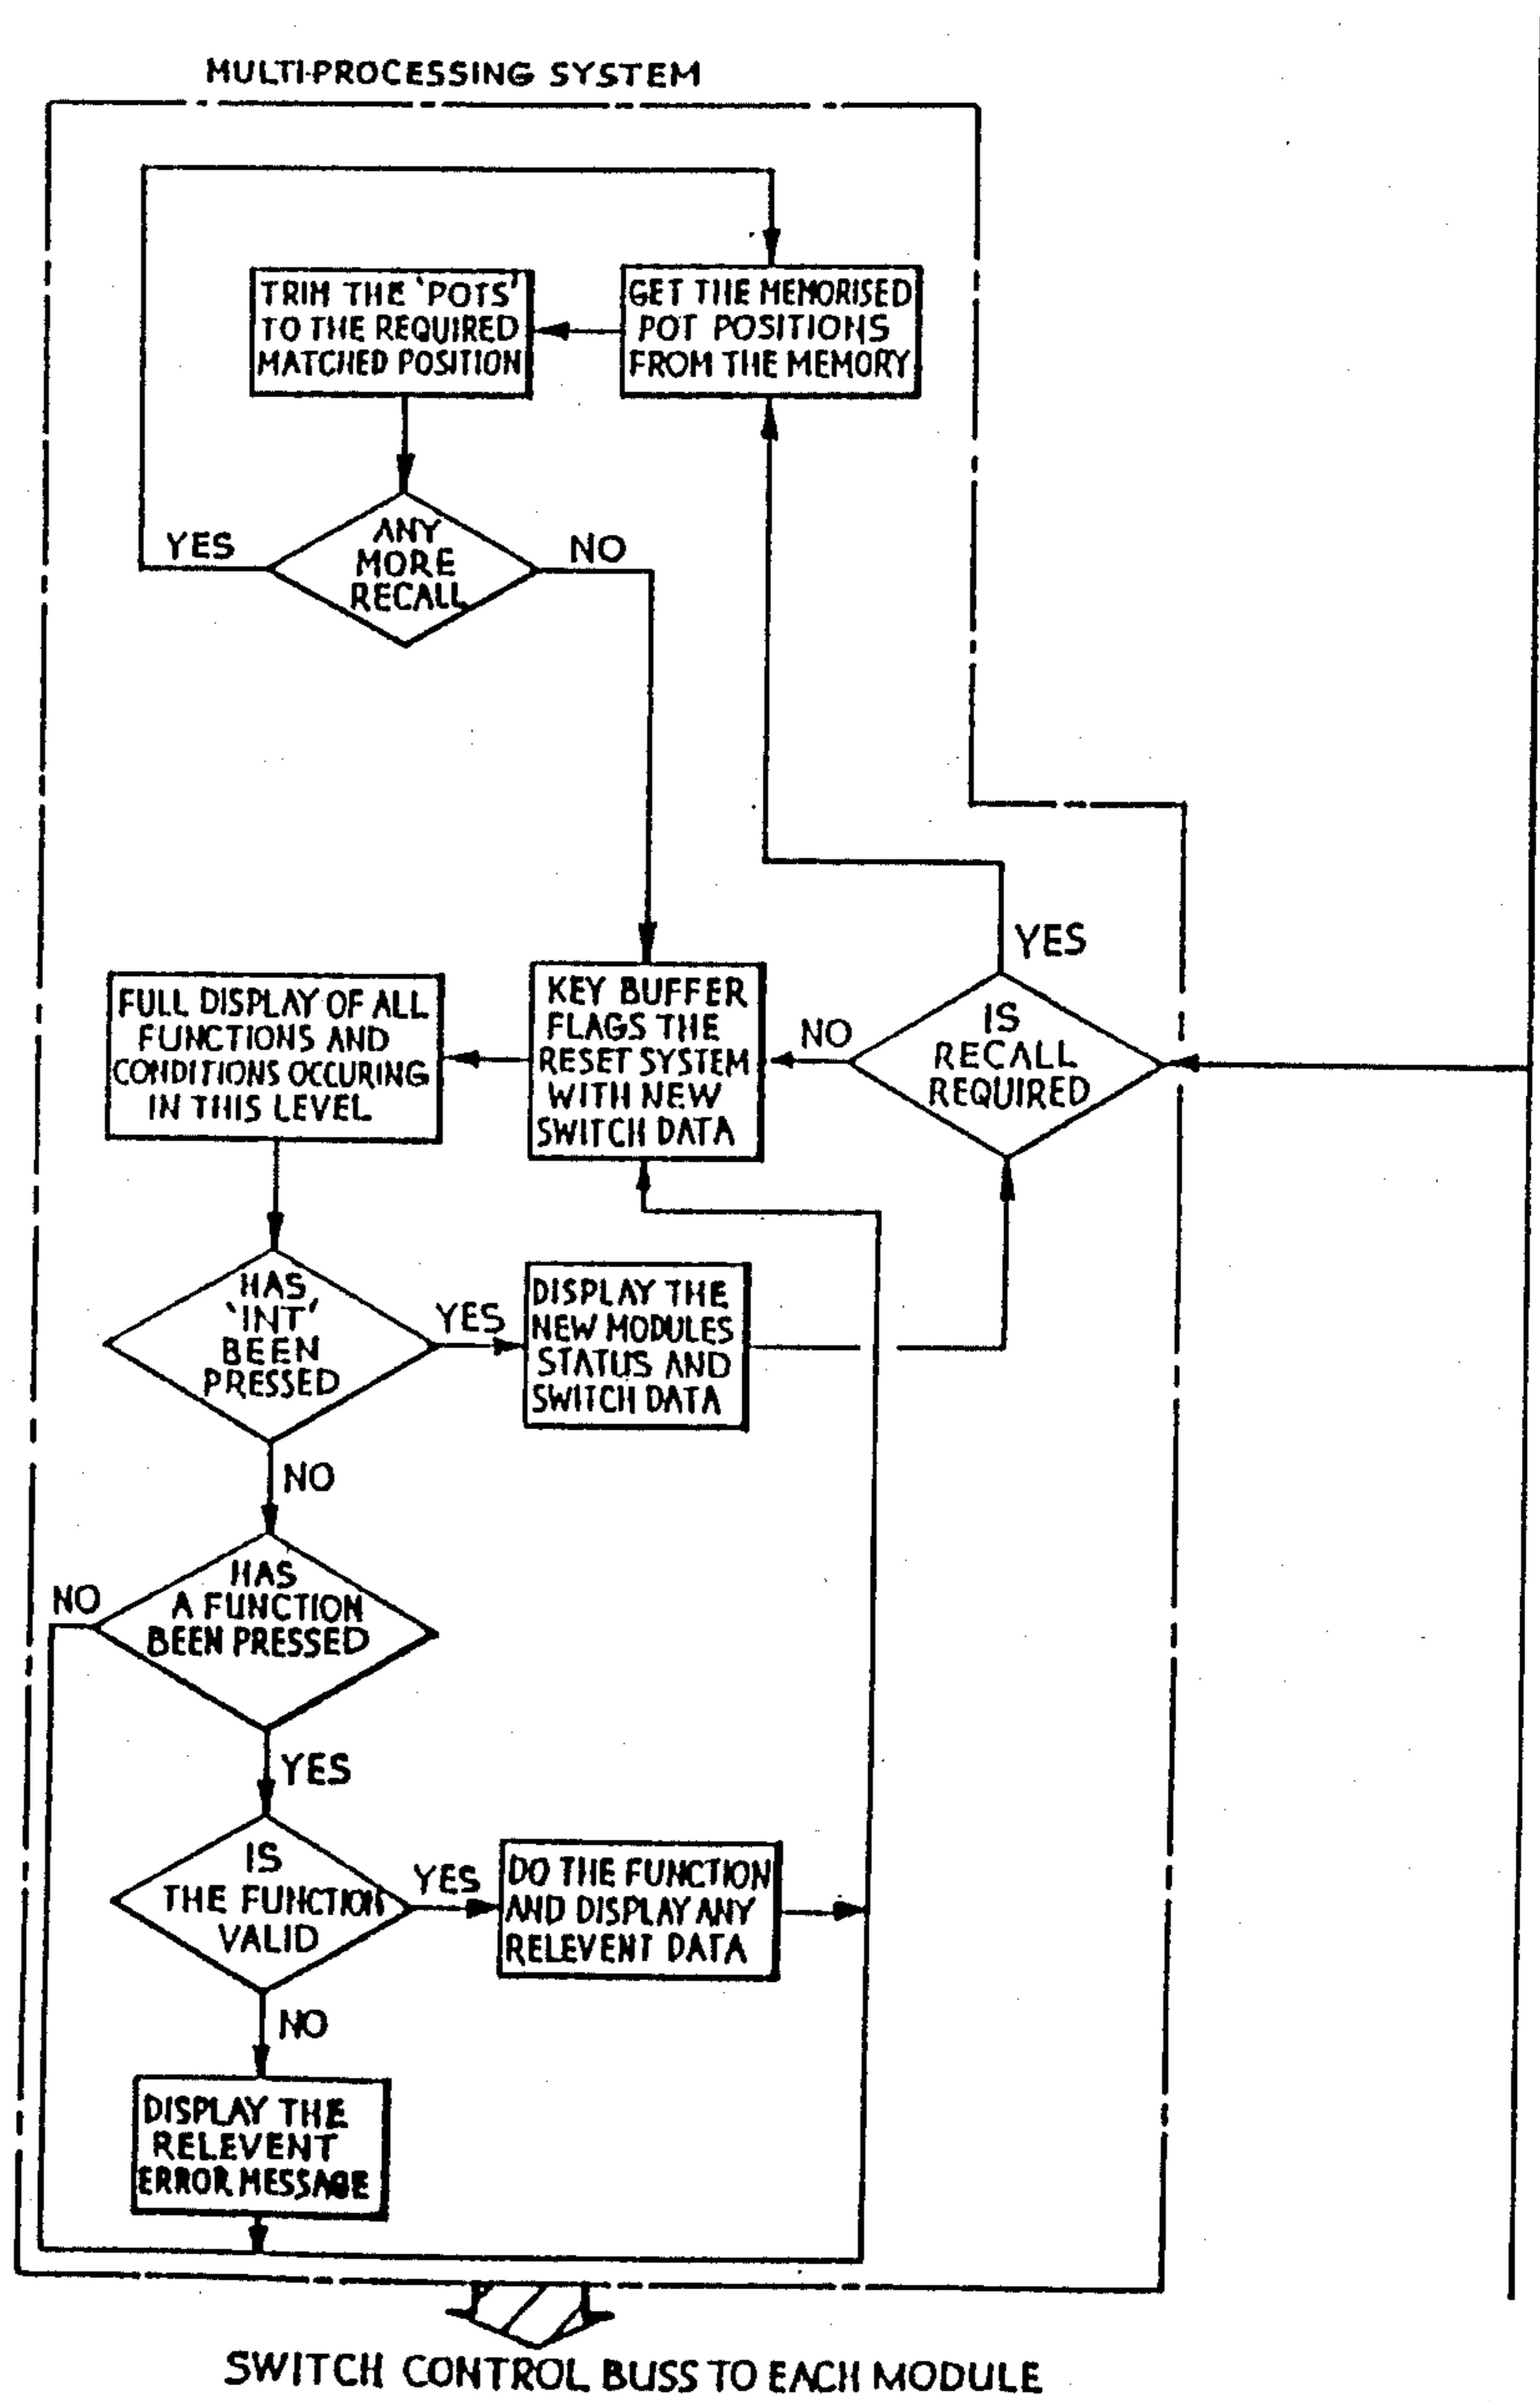 MULTI-PROCESSING SYSTEM
TRIM THE 'POTS'
TO THE REQUIRED
MATCHED POSITION
GET THE MEMORISED
POT POSITIONS
FROM THE MEMORY
ANY
MORE
RECALL
YES
NO
YES
FULL DISPLAY OF ALL
FUNCTIONS AND
CONDITIONS OCCURING
IN THIS LEVEL
KEY BUFFER
FLAGS THE
RESET SYSTEM
WITH NEW
SWITCH DATA
NO
IS
RECALL
REQUIRED
HAS
'INT'
BEEN
PRESSED
YES
DISPLAY THE
NEW MODULES
STATUS AND
SWITCH DATA
NO
NO
HAS
A FUNCTION
BEEN PRESSED
YES
IS
THE FUNCTION
VALID
YES
DO THE FUNCTION
AND DISPLAY ANY
RELEVENT DATA
NO
DISPLAY THE
RELEVENT
ERROR MESSAGE
SWITCH CONTROL BUSS TO EACH MODULE